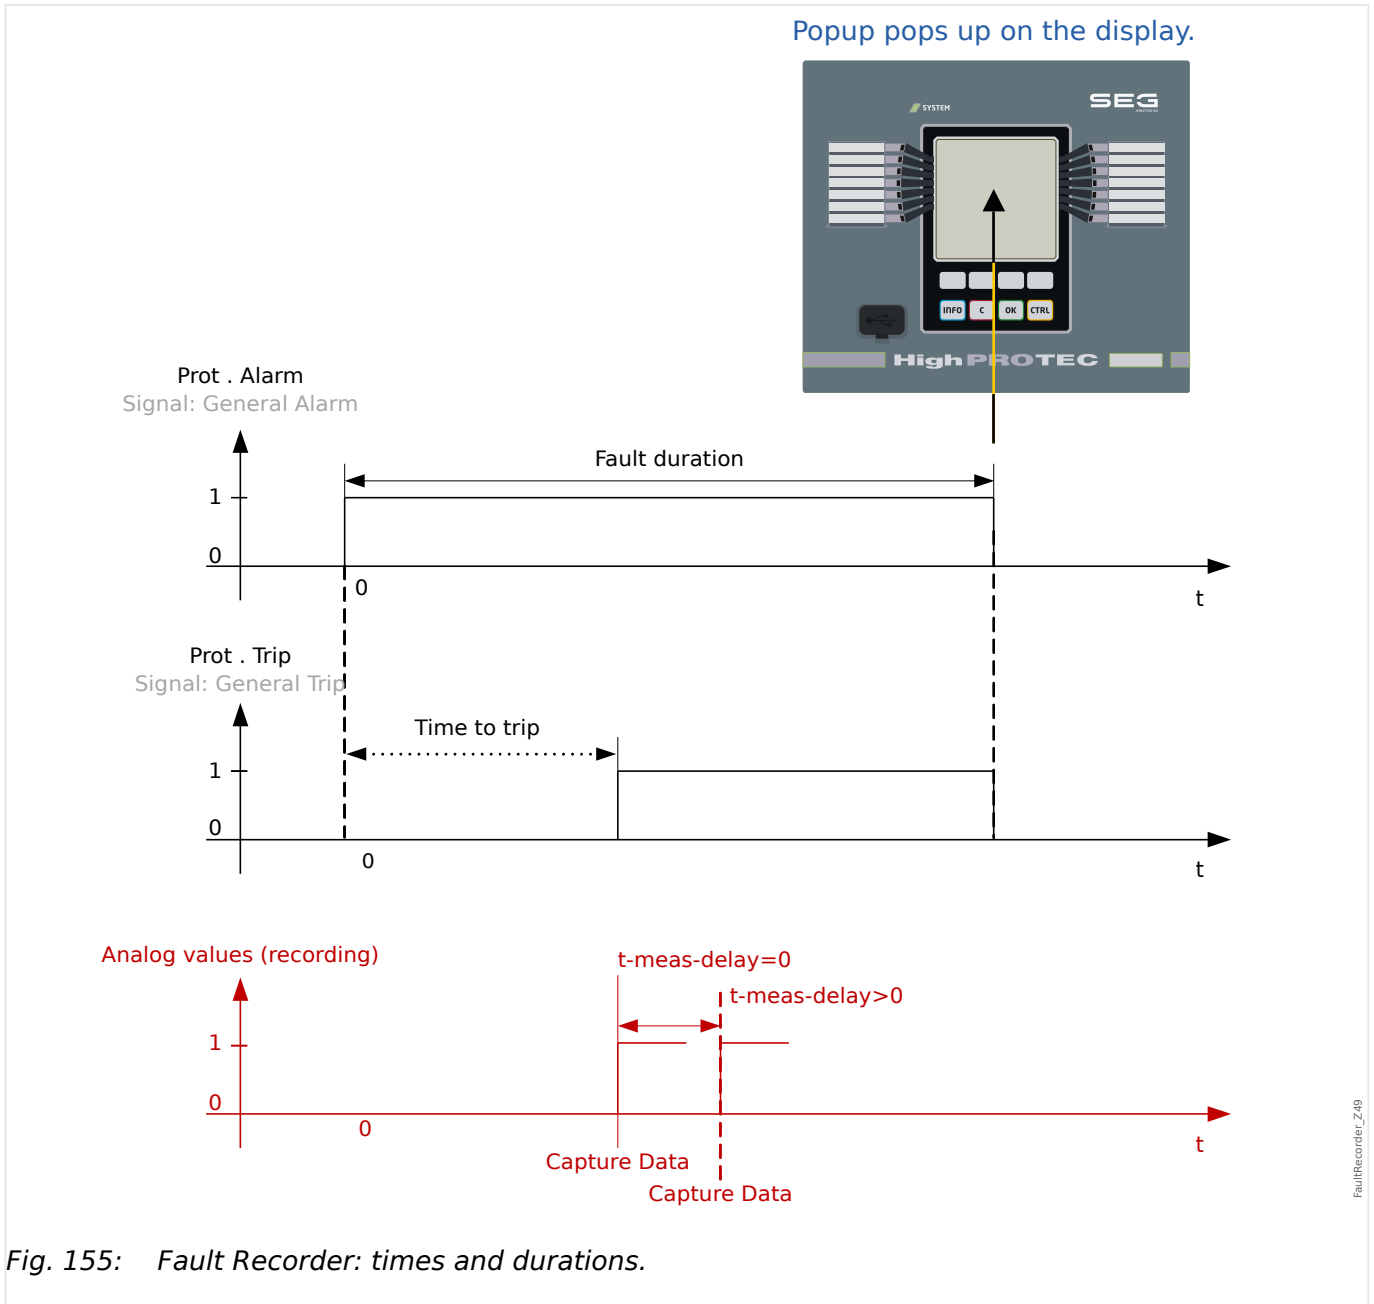 Popup pops up on the display.
SYSTEM
SEG
INFO
C
OK
CTRL
HighPROTEC
Prot . Alarm
Signal: General Alarm
Fault duration
1
0
0
t
Prot . Trip
Signal: General Trip
Time to trip
1
0
0
t
Analog values (recording)
t-meas-delay=0
t-meas-delay>0
1
0
0
t
Capture Data
Capture Data
FaultRecorder_Z49
Fig. 155: Fault Recorder: times and durations.